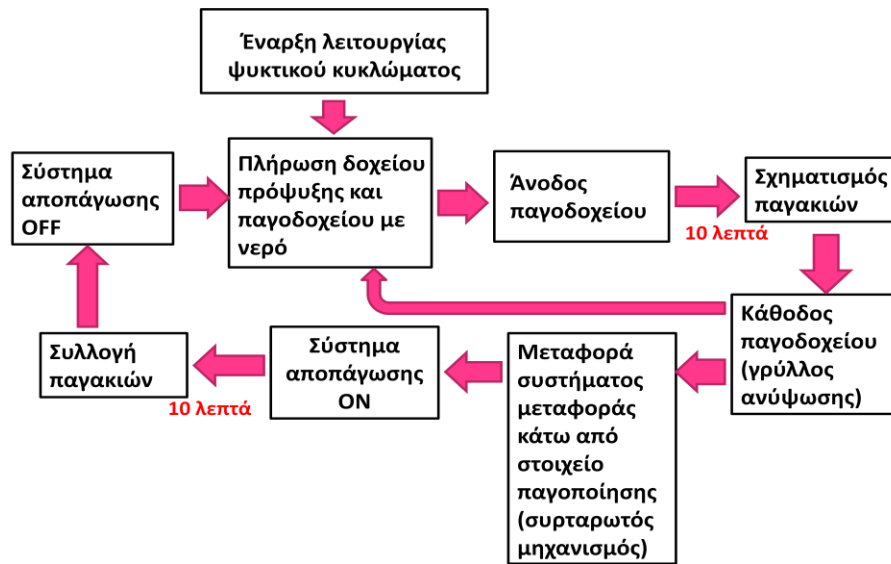 Έναρξη λειτουργίας
ψυκτικού κυκλώματος
Σύστημα
αποπάγωσης
OFF
Πλήρωση δοχείου
πρόψυξης και
παγοδοχείου με
νερό
Άνοδος
παγοδοχείου
10 λεπτά
Σχηματισμός
παγακιών
Κάθοδος
παγοδοχείου
(γρύλλος
ανύψωσης)
Μεταφορά
συστήματος
μεταφοράς
κάτω από
στοιχείο
παγοποίησης
(συρταρωτός
μηχανισμός)
Σύστημα
αποπάγωσης
ON
10 λεπτά
Συλλογή
παγακιών